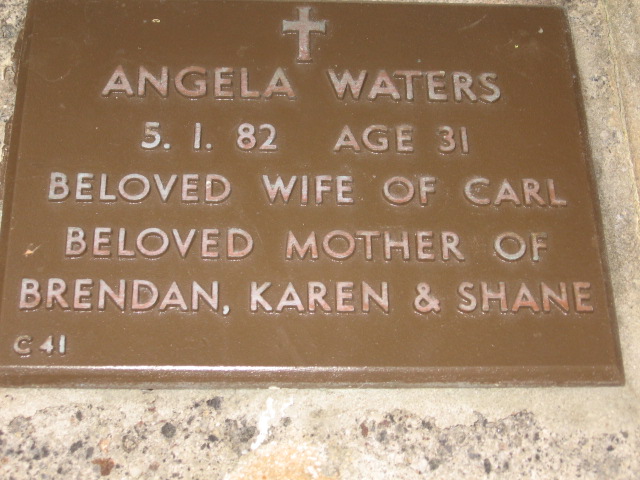 ANGELA WATERS
5. 1. 82 AGE 31
BELOVED WIFE OF CARL
BELOVED MOTHER OF
BRENDAN, KAREN & SHANE
C 41